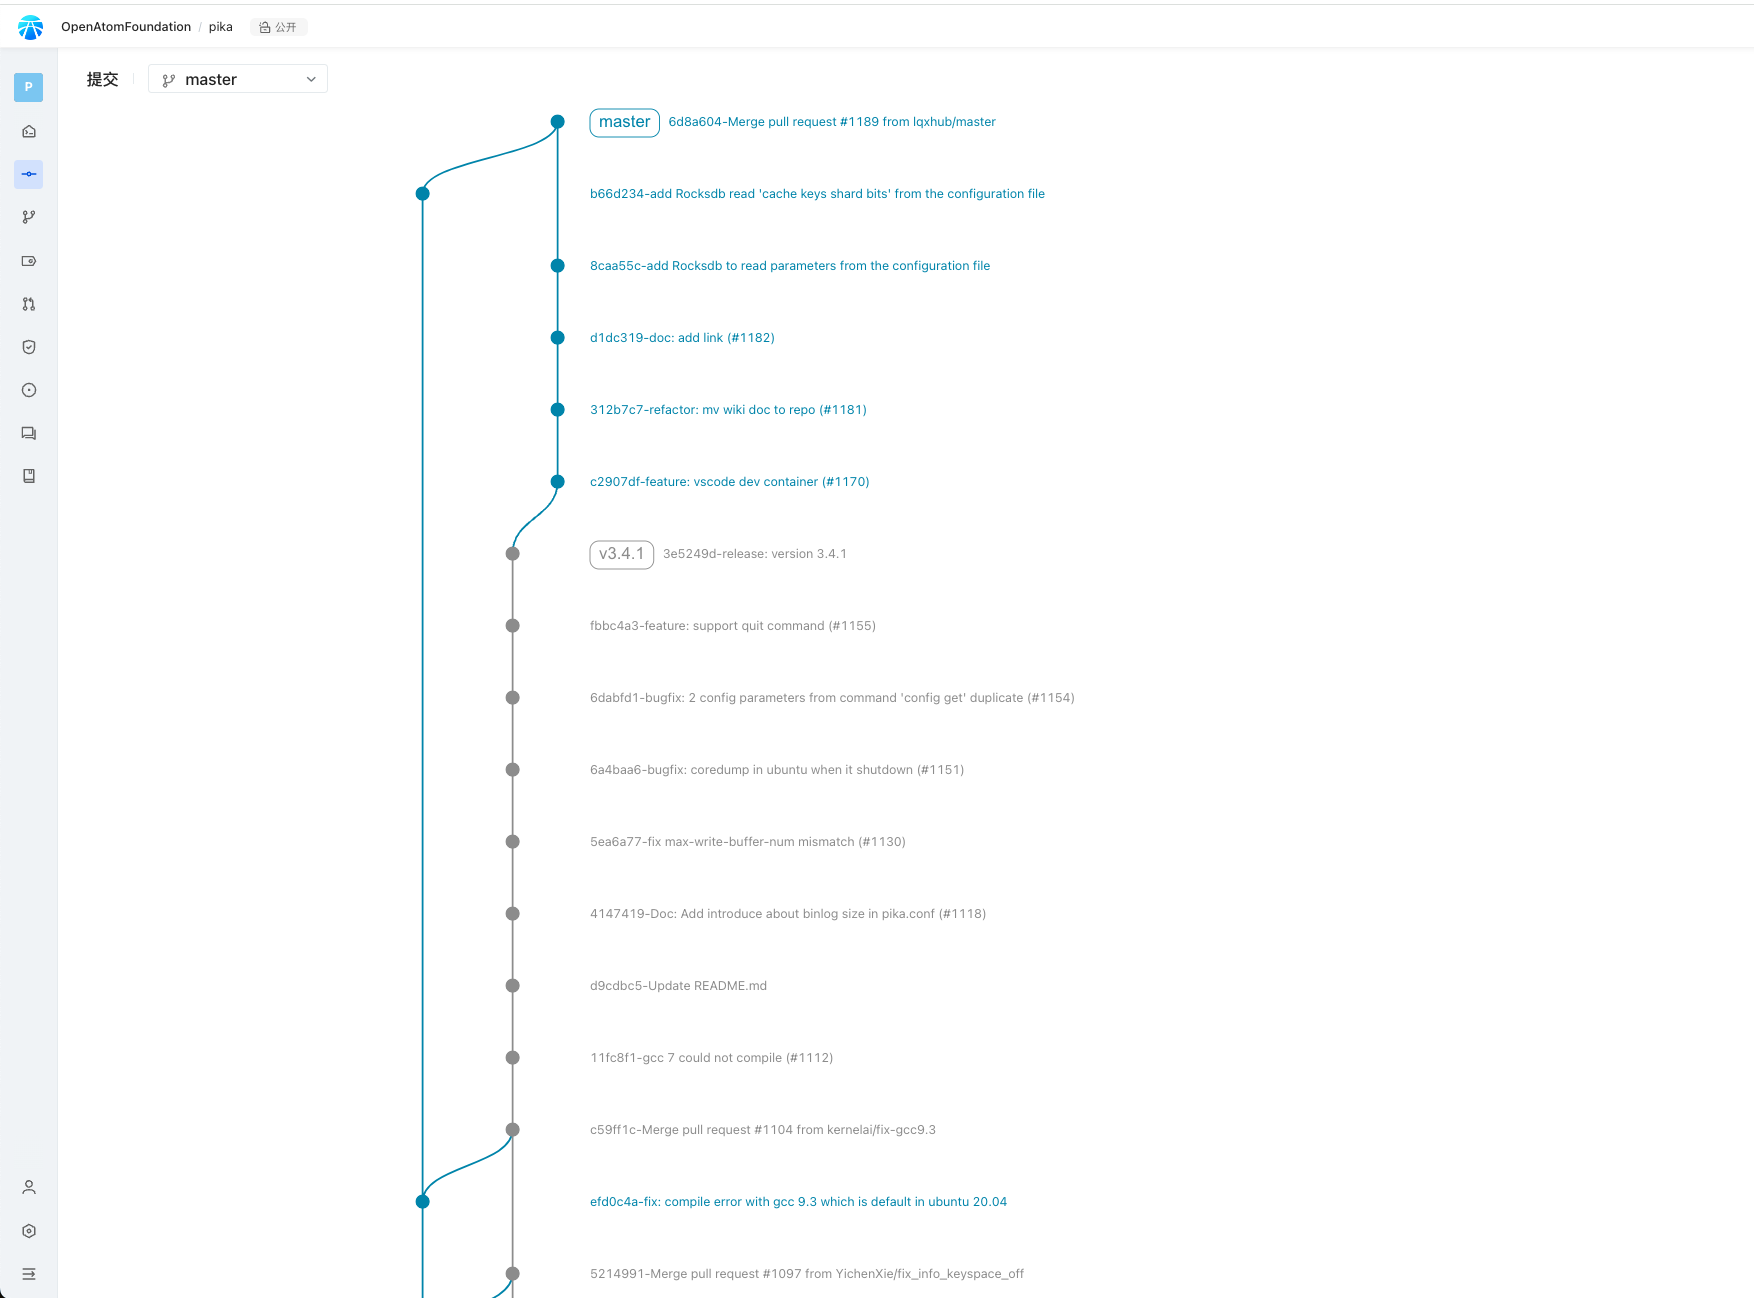 OpenAtomFoundation / pika 公开
P
提交 master
master 6d8a604-Merge pull request #1189 from lqxhub/master
b66d234-add Rocksdb read 'cache keys shard bits' from the configuration file
8caa55c-add Rocksdb to read parameters from the configuration file
d1dc319-doc: add link (#1182)
312b7c7-refactor: mv wiki doc to repo (#1181)
c2907df-feature: vscode dev container (#1170)
v3.4.1 3e5249d-release: version 3.4.1
fbbc4a3-feature: support quit command (#1155)
6dabfd1-bugfix: 2 config parameters from command 'config get' duplicate (#1154)
6a4baa6-bugfix: coredump in ubuntu when it shutdown (#1151)
5ea6a77-fix max-write-buffer-num mismatch (#1130)
4147419-Doc: Add introduce about binlog size in pika.conf (#1118)
d9cdbc5-Update README.md
11fc8f1-gcc 7 could not compile (#1112)
c59ff1c-Merge pull request #1104 from kernelai/fix-gcc9.3
efd0c4a-fix: compile error with gcc 9.3 which is default in ubuntu 20.04
5214991-Merge pull request #1097 from YichenXie/fix_info_keyspace_off